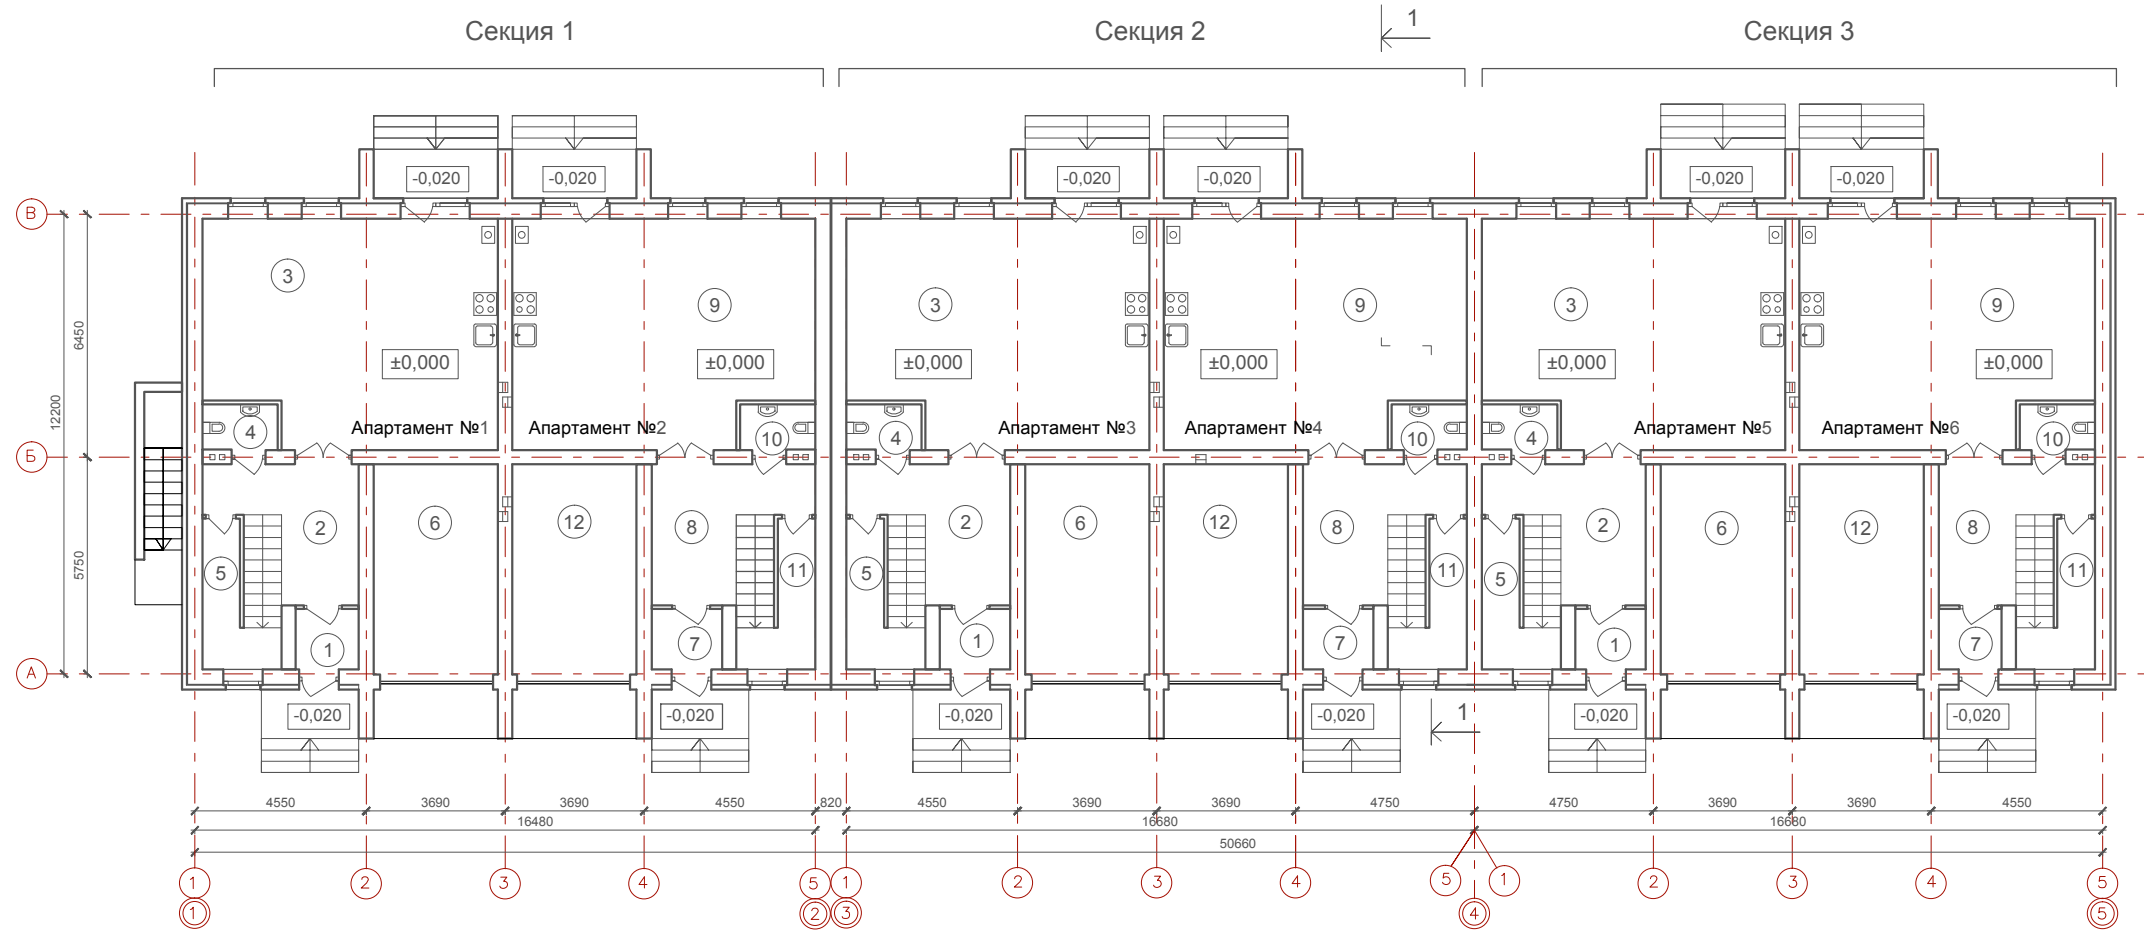 Секция 1 Секция 2 1 Секция 3
-0,020 -0,020 -0,020 -0,020 -0,020 -0,020
В
3 9 3 9 3 9
6450
±0,000 ±0,000 ±0,000 ±0,000 ±0,000 ±0,000
12200
Апартамент №1 Апартамент №2 Апартамент №3 Апартамент №4 Апартамент №5 Апартамент №6
4 10 4 10 4 10
Б
2 6 12 8 2 6 12 8 2 6 12 8
5750
5 11 5 11 5 11
1 7 1 7 1 7
А
-0,020 -0,020 -0,020 -0,020 1 -0,020 -0,020
4550 3690 3690 4550 820 4550 3690 3690 4750 4750 3690 3690 4550
16480 16680 16680
50660
1 2 3 4 5 1 2 3 4 5 1 2 3 4 5
1 2 3 4 5